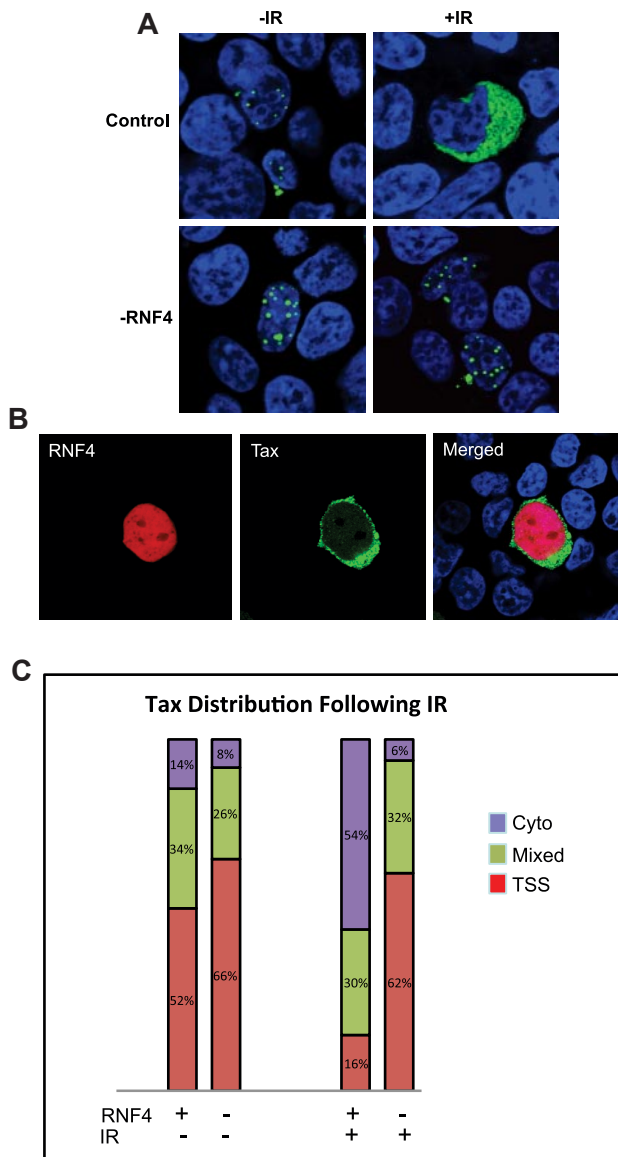 A
-IR +IR
Control
-RNF4
B
RNF4 Tax Merged
C
Tax Distribution Following IR
14% 8% 54% 6%
34% 26% 30% 32%
52% 66% 16% 62%
Cyto
Mixed
TSS
RNF4 + - + -
IR - - + +